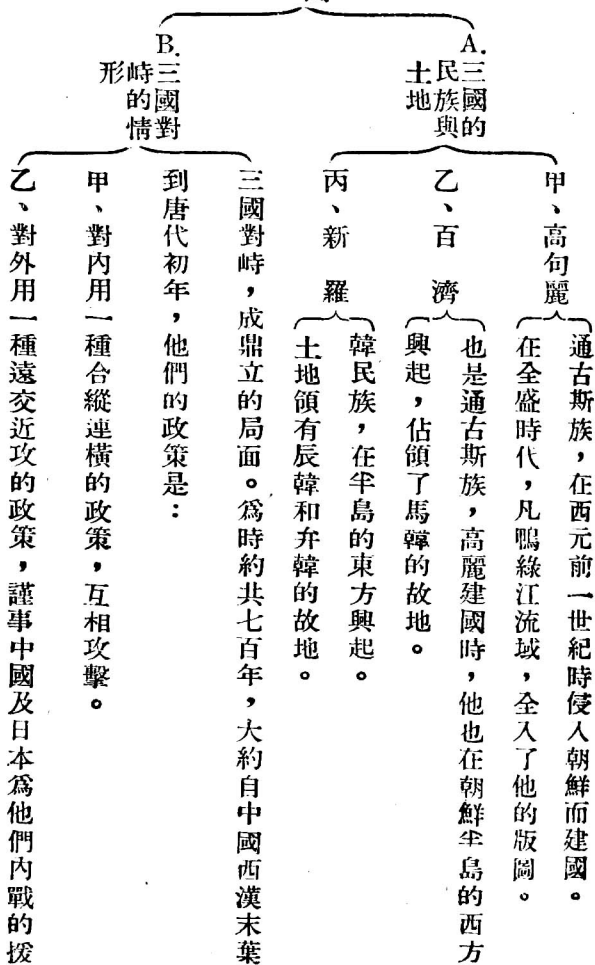 A.三國的
民族與
土地
甲、高句麗
通古斯族，在西元前一世紀時侵入朝鮮而建國。
在全盛時代，凡鴨綠江流域，全入了他的版圖。
乙、百濟
也是通古斯族，高麗建國時，他也在朝鮮半島的西方
興起，佔領了馬韓的故地。
丙、新羅
韓民族，在半島的東方興起。
土地領有辰韓和弁韓的故地。
B.三國對
峙的情
形
三國對峙，成鼎立的局面。爲時約共七百年，大約自中國西漢末葉
到唐代初年，他們的政策是：
甲、對內用一種合縱連橫的政策，互相攻擊。
乙、對外用一種遠交近攻的政策，謹事中國及日本爲他們內戰的援